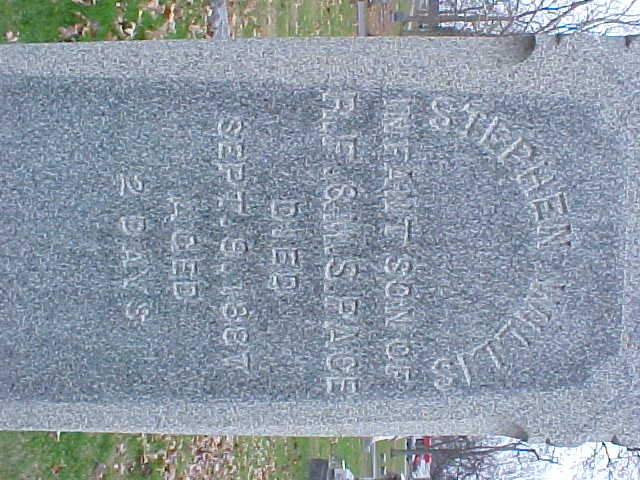 STEPHEN WILLIS
INFANT SON OF
R.F. & M.S. PACE
DIED
SEPT. 9. 1887
AGED
2 DAYS